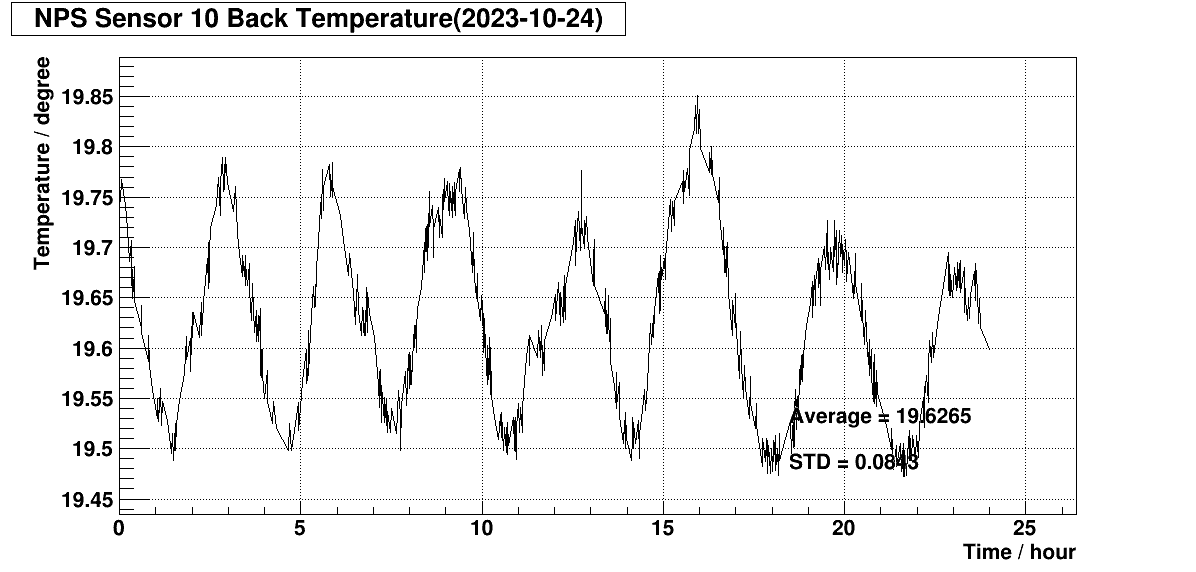 NPS Sensor 10 Back Temperature(2023-10-24)
Temperature / degree
19.85
19.8
19.75
19.7
19.65
19.6
19.55
19.5
19.45
Average = 19.6265
STD = 0.0843
0 5 10 15 20 25
Time / hour